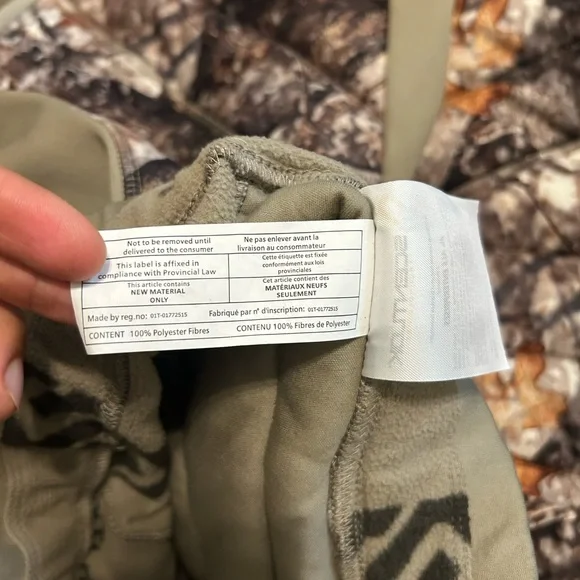 Not to be removed until
delivered to the consumer
Ne pas enlever avant la
livraison au consommateur
This label is affixed in
compliance with Provincial Law
Cette étiquette est fixée
conformément aux lois
provinciales
This article contains
NEW MATERIAL
ONLY
Cet article contient des
MATÉRIAUX NEUFS
SEULEMENT
Made by reg.no: 01T-01772515
Fabriqué par n° d'inscription: 01T-01772515
CONTENT 100% Polyester Fibres
CONTENU 100% Fibres de Polyester
SCENTLOK